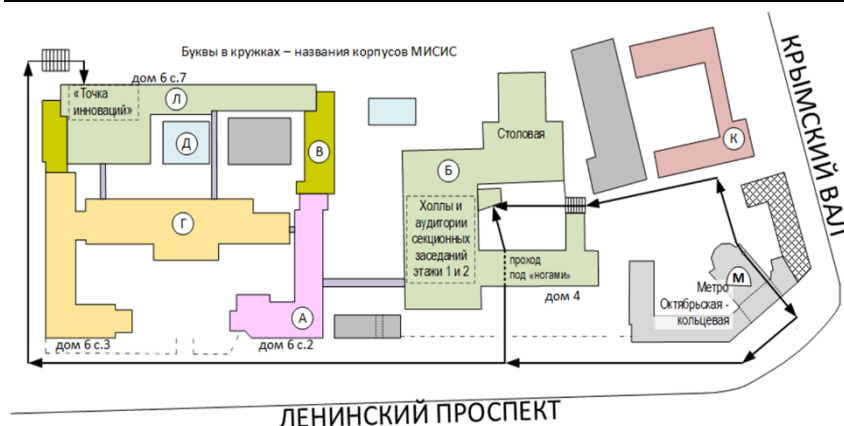 Буквы в кружках – названия корпусов МИСИС
дом 6 с.7
«Точка
инноваций»
Л
Д
В
Г
А
дом 6 с.3
дом 6 с.2
Столовая
Б
Холлы и
аудитории
секционных
заседаний
этажи 1 и 2
проход
под «ногами»
дом 4
К
М
Метро
Октябрьская -
кольцевая
КРЫМСКИЙ ВАЛ
ЛЕНИНСКИЙ ПРОСПЕКТ